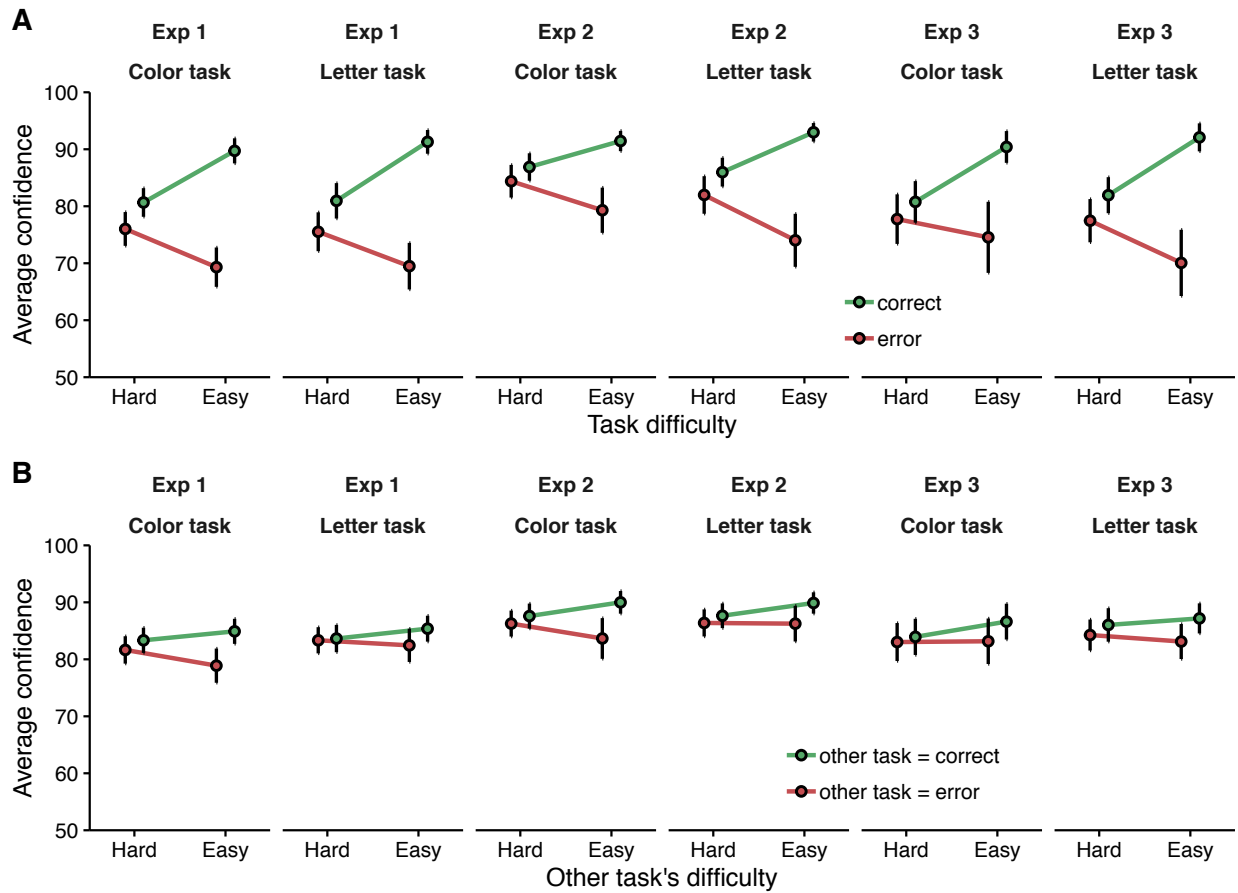 A
Exp 1 Exp 1 Exp 2 Exp 2 Exp 3 Exp 3
Color task Letter task Color task Letter task Color task Letter task
100
90
80
70
60
50
Average confidence
correct
error
Hard Easy Hard Easy Hard Easy Hard Easy Hard Easy Hard Easy
Task difficulty
B
Exp 1 Exp 1 Exp 2 Exp 2 Exp 3 Exp 3
Color task Letter task Color task Letter task Color task Letter task
100
90
80
70
60
50
Average confidence
other task = correct
other task = error
Hard Easy Hard Easy Hard Easy Hard Easy Hard Easy Hard Easy
Other task's difficulty